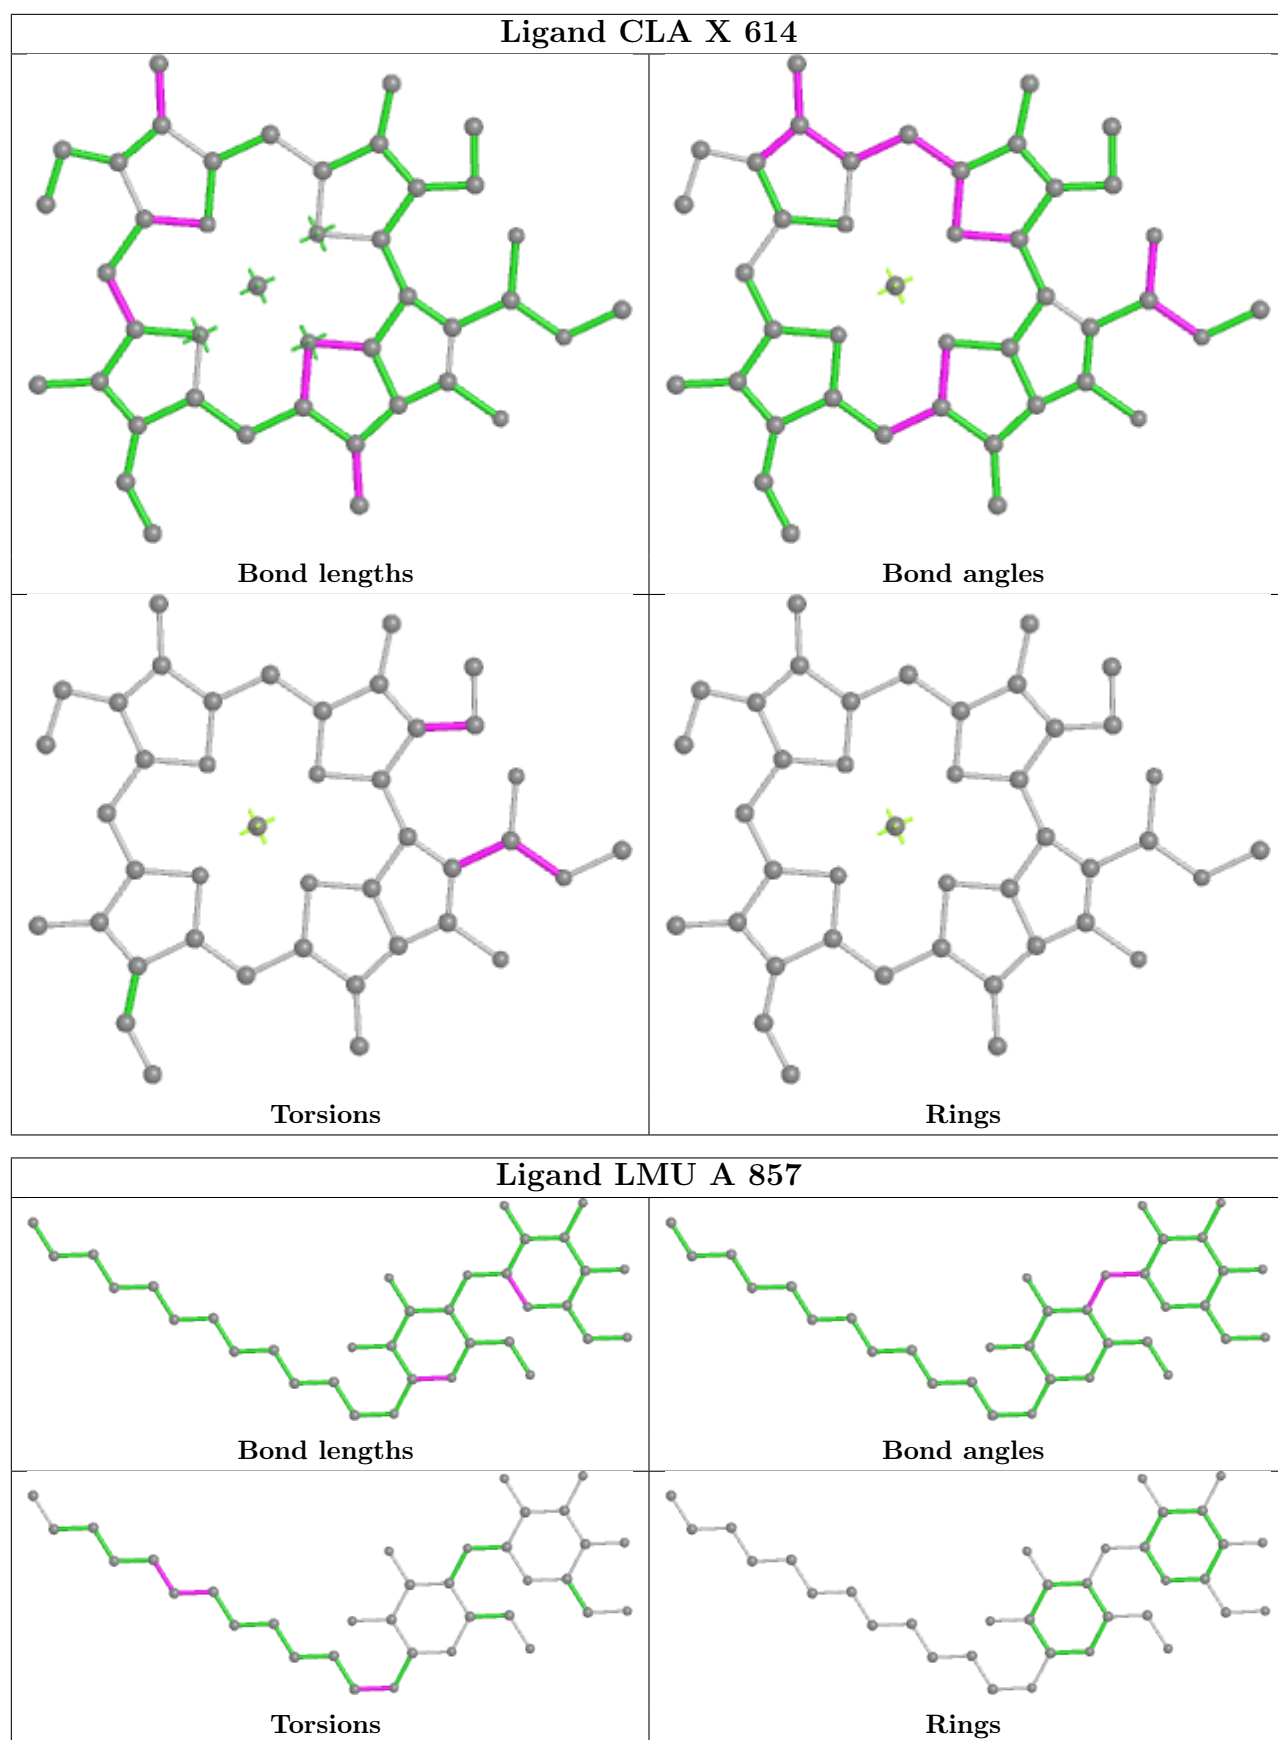 Ligand CLA X 614
Bond lengths
Bond angles
Torsions
Rings
Ligand LMU A 857
Bond lengths
Bond angles
Torsions
Rings